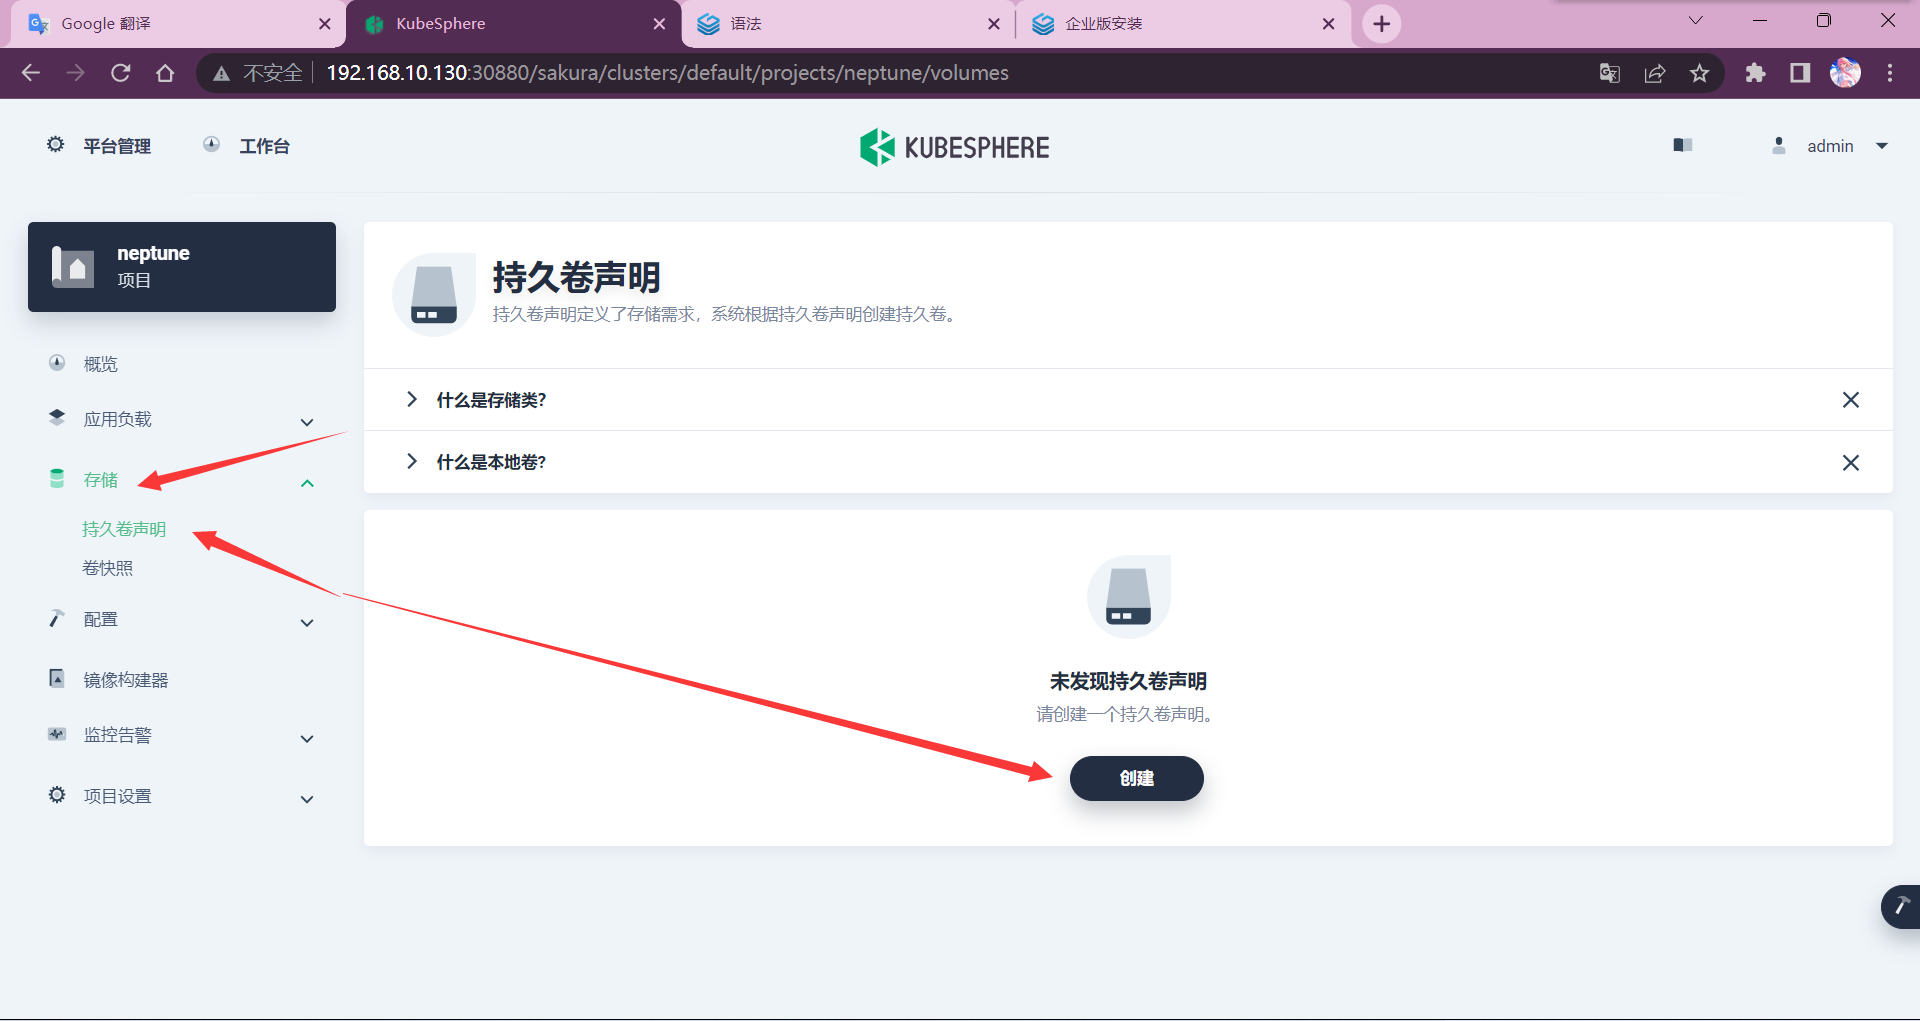 Google 翻译
KubeSphere
语法
企业版安装
不安全
192.168.10.130:30880/sakura/clusters/default/projects/neptune/volumes
平台管理
工作台
KUBESPHERE
admin
neptune
项目
概览
应用负载
存储
持久卷声明
卷快照
配置
镜像构建器
监控告警
项目设置
持久卷声明
持久卷声明定义了存储需求，系统根据持久卷声明创建持久卷。
什么是存储类？
什么是本地卷？
未发现持久卷声明
请创建一个持久卷声明。
创建